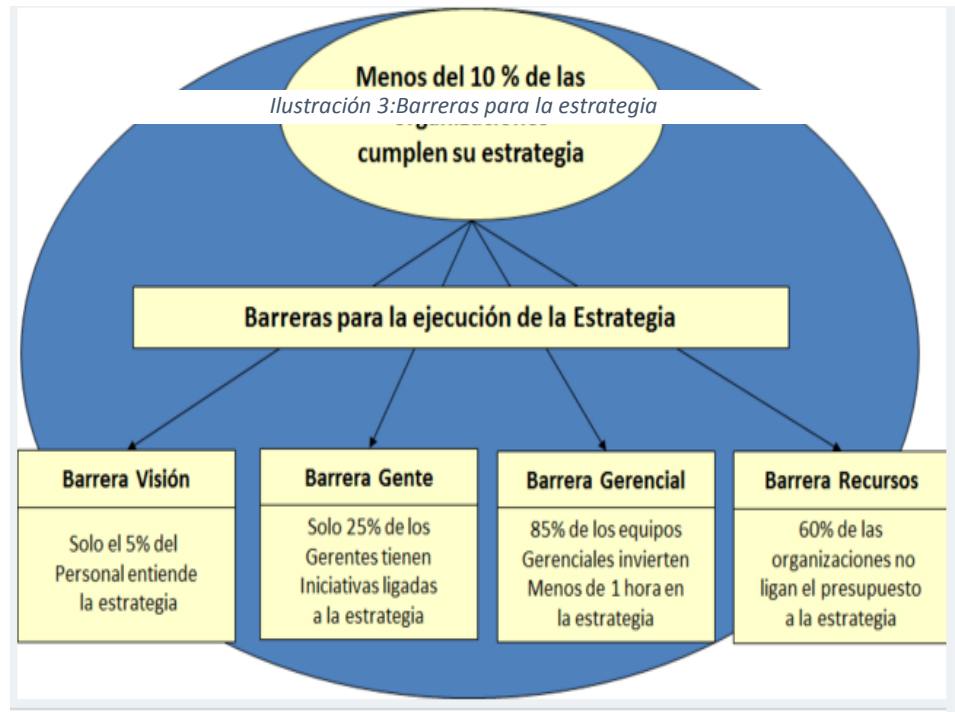 Menos del 10 % de las
Ilustración 3:Barreras para la estrategia
cumplen su estrategia
Barreras para la ejecución de la Estrategia
Barrera Visión
Solo el 5% del
Personal entiende
la estrategia
Barrera Gente
Solo 25% de los
Gerentes tienen
Iniciativas ligadas
a la estrategia
Barrera Gerencial
85% de los equipos
Gerenciales invierten
Menos de 1 hora en
la estrategia
Barrera Recursos
60% de las
organizaciones no
ligan el presupuesto
a la estrategia